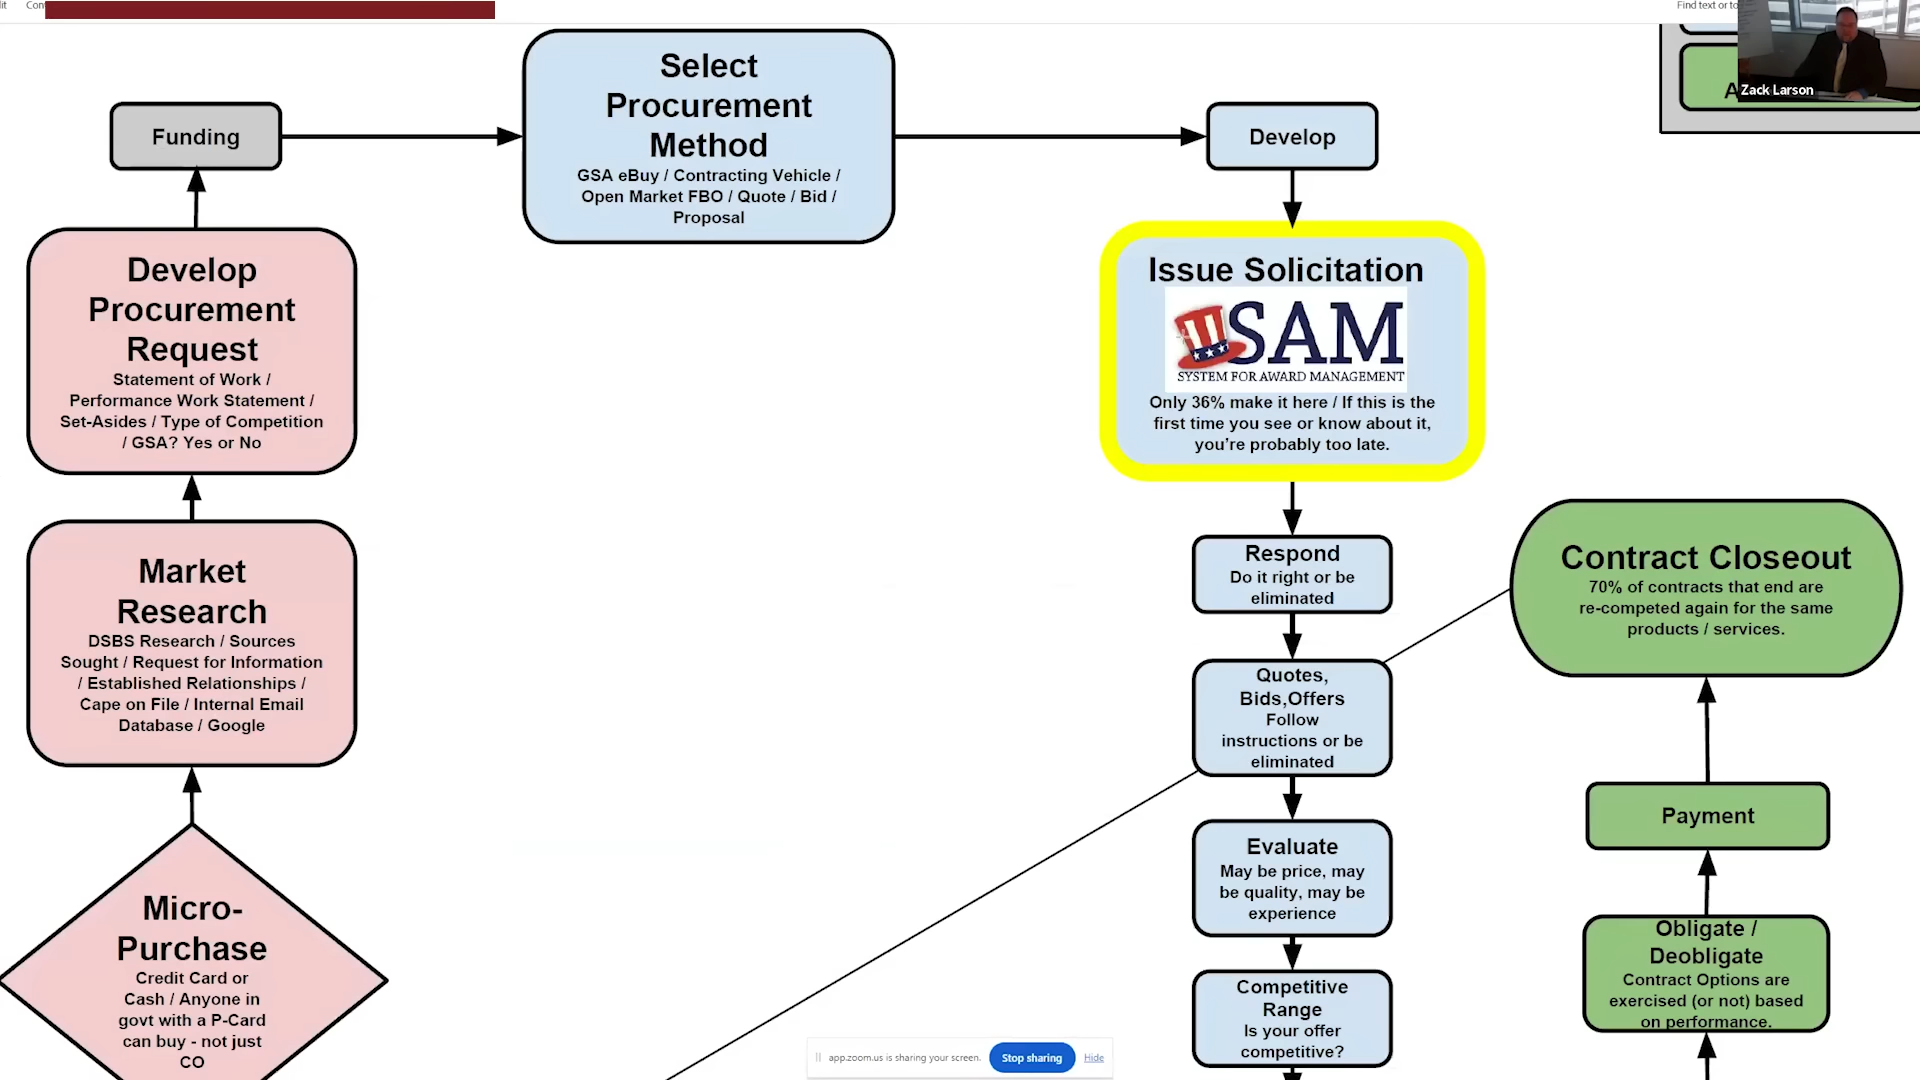 Find text or to
Zack Larson
Funding
Select
Procurement
Method
GSA eBuy / Contracting Vehicle /
Open Market FBO / Quote / Bid /
Proposal
Develop
Develop
Procurement
Request
Statement of Work /
Performance Work Statement /
Set-Asides / Type of Competition
/ GSA? Yes or No
Issue Solicitation
SAM
SYSTEM FOR AWARD MANAGEMENT
Only 36% make it here / If this is the
first time you see or know about it,
you're probably too late.
Market
Research
DSBS Research / Sources
Sought / Request for Information
/ Established Relationships /
Cape on File / Internal Email
Database / Google
Respond
Do it right or be
eliminated
Contract Closeout
70% of contracts that end are
re-competed again for the same
products / services.
Quotes,
Bids,Offers
Follow
instructions or be
eliminated
Payment
Evaluate
May be price, may
be quality, may be
experience
Micro-
Purchase
Credit Card or
Cash / Anyone in
govt with a P-Card
can buy - not just
CO
Obligate /
Deobligate
Contract Options are
exercised (or not) based
on performance.
Competitive
Range
Is your offer
competitive?
app.zoom.us is sharing your screen.
Stop sharing
Hide